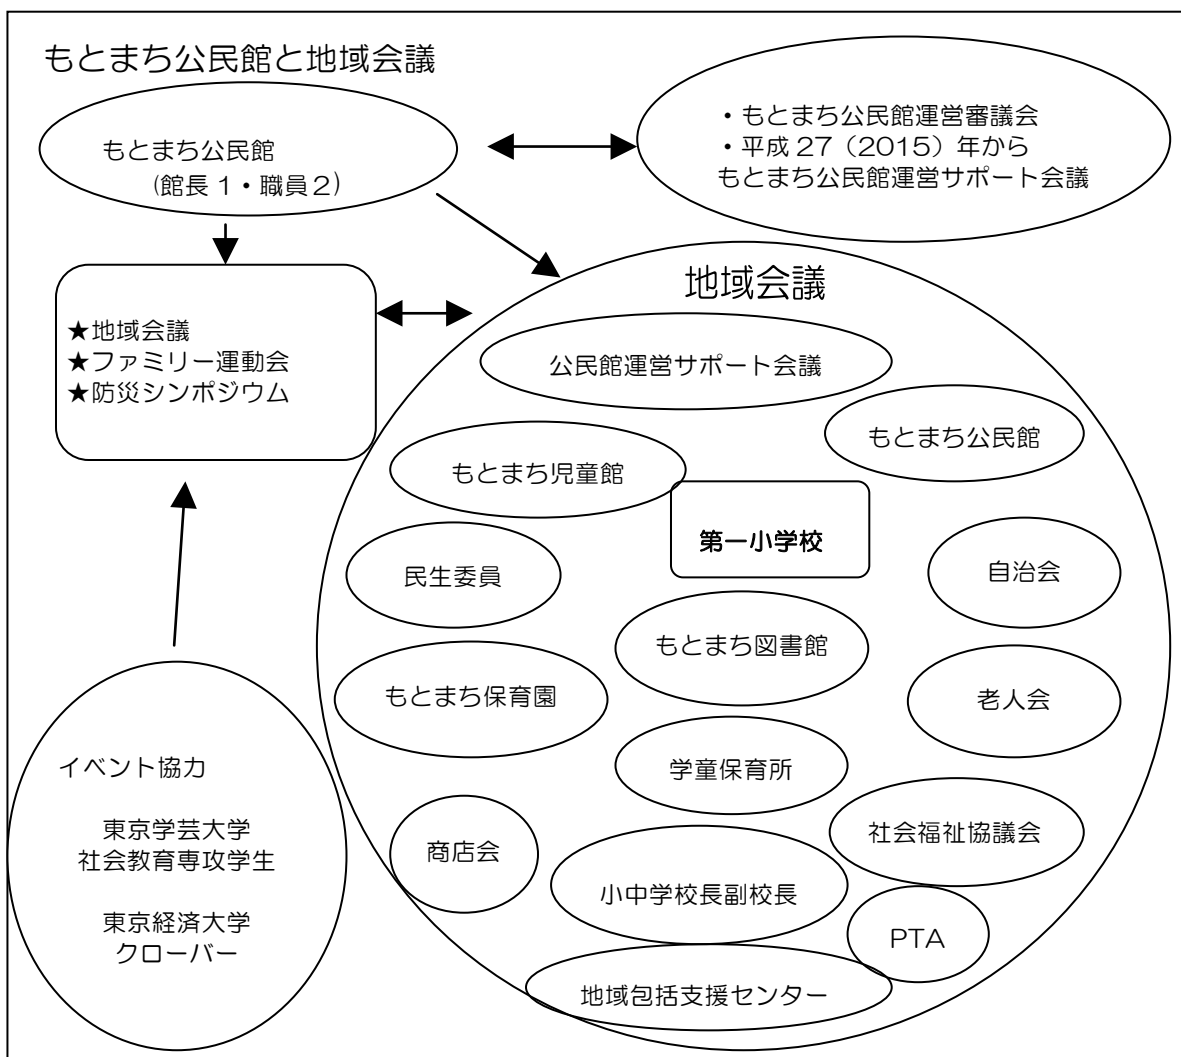 もとまち公民館と地域会議
もとまち公民館
(館長1・職員2)
・もとまち公民館運営審議会
・平成27（2015）年から
もとまち公民館運営サポート会議
★地域会議
★ファミリー運動会
★防災シンポジウム
地域会議
公民館運営サポート会議
もとまち公民館
もとまち児童館
第一小学校
民生委員
自治会
もとまち図書館
もとまち保育園
老人会
学童保育所
社会福祉協議会
商店会
小中学校長副校長
PTA
地域包括支援センター
イベント協力
東京学芸大学
社会教育専攻学生
東京経済大学
クローバー